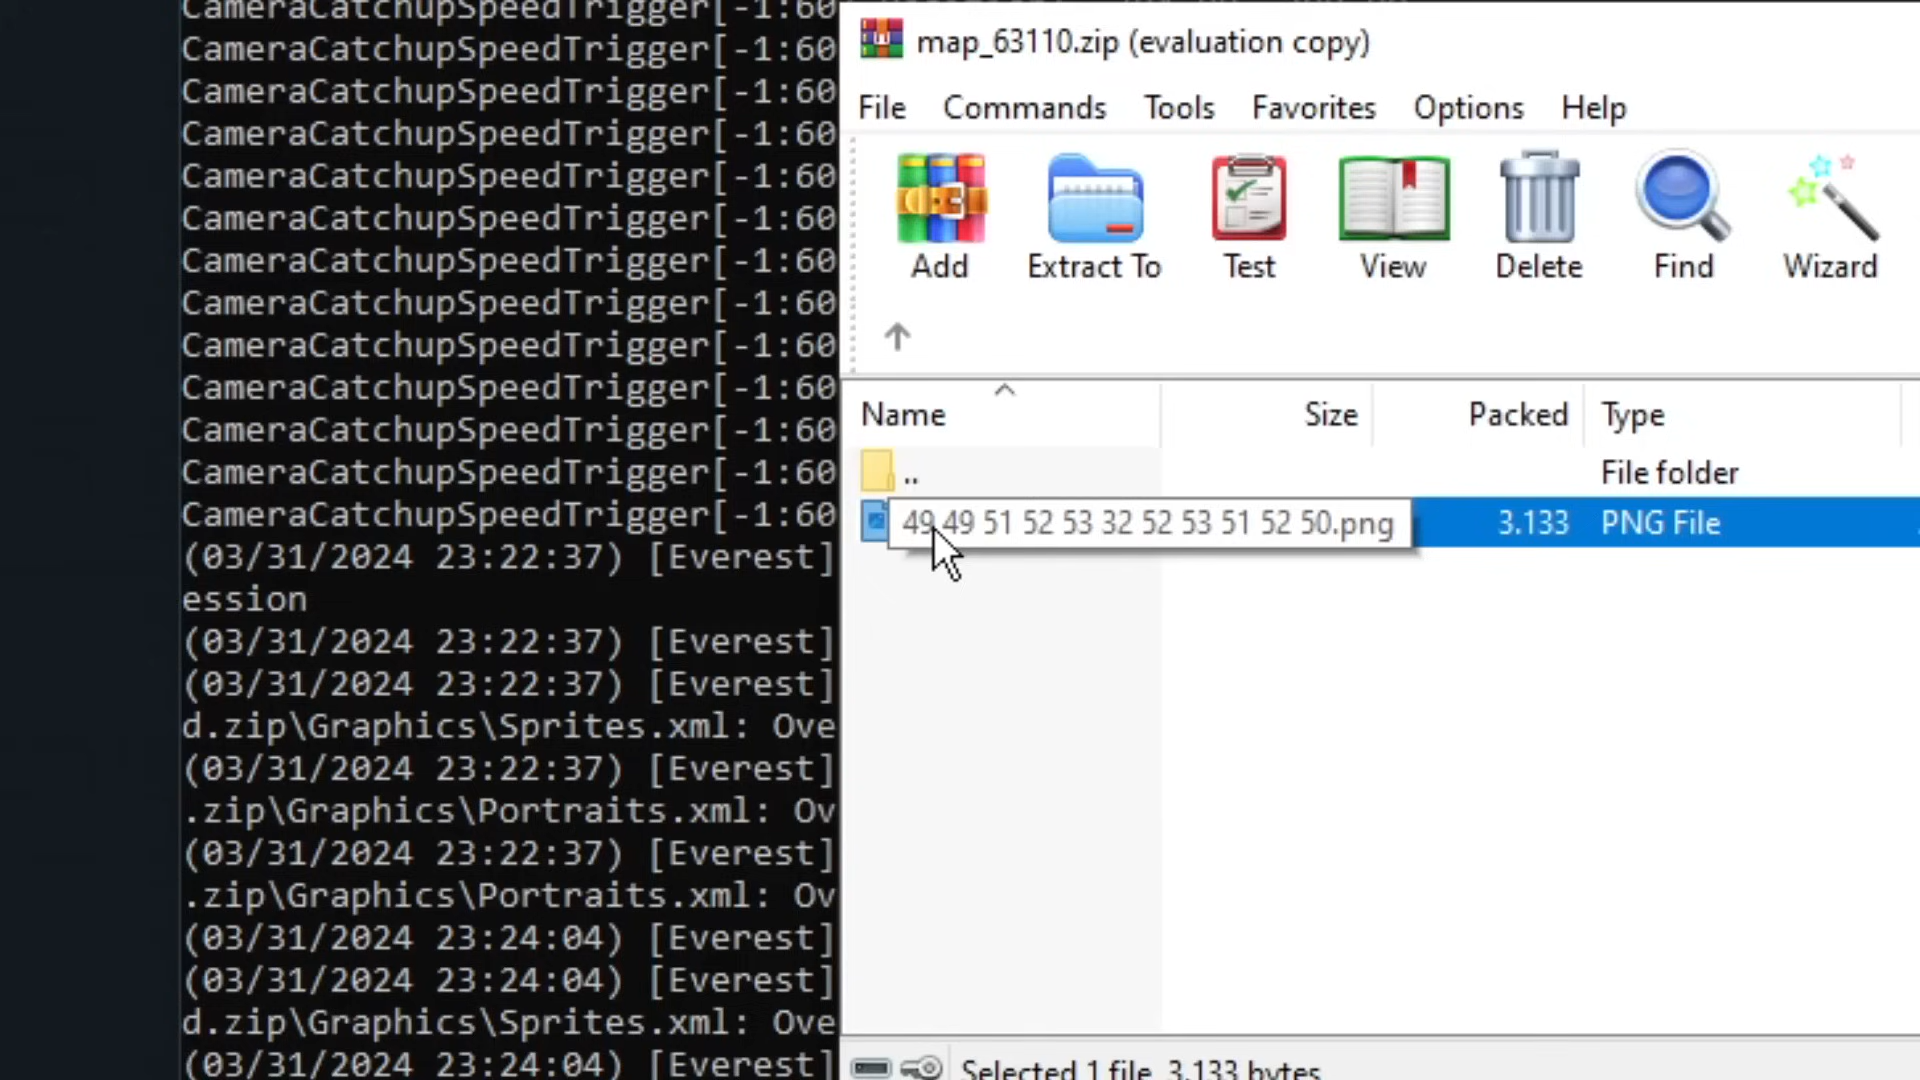 CameraCatchupSpeedTrigger[-1:60
CameraCatchupSpeedTrigger[-1:60
CameraCatchupSpeedTrigger[-1:60
CameraCatchupSpeedTrigger[-1:60
CameraCatchupSpeedTrigger[-1:60
CameraCatchupSpeedTrigger[-1:60
CameraCatchupSpeedTrigger[-1:60
CameraCatchupSpeedTrigger[-1:60
CameraCatchupSpeedTrigger[-1:60
CameraCatchupSpeedTrigger[-1:60
CameraCatchupSpeedTrigger[-1:60
CameraCatchupSpeedTrigger[-1:60
CameraCatchupSpeedTrigger[-1:60
(03/31/2024 23:22:37) [Everest]
ession
(03/31/2024 23:22:37) [Everest]
(03/31/2024 23:22:37) [Everest]
d.zip\Graphics\Sprites.xml: Ove
(03/31/2024 23:22:37) [Everest]
.zip\Graphics\Portraits.xml: Ov
(03/31/2024 23:22:37) [Everest]
.zip\Graphics\Portraits.xml: Ov
(03/31/2024 23:24:04) [Everest]
(03/31/2024 23:24:04) [Everest]
d.zip\Graphics\Sprites.xml: Ove
(03/31/2024 23:24:04) [Everest]
map_63110.zip (evaluation copy)
File Commands Tools Favorites Options Help
Add Extract To Test View Delete Find Wizard
Name Size Packed Type
.. File folder
49 49 51 52 53 32 52 53 51 52 50.png 3.133 PNG File
Selected 1 file, 3.133 bytes